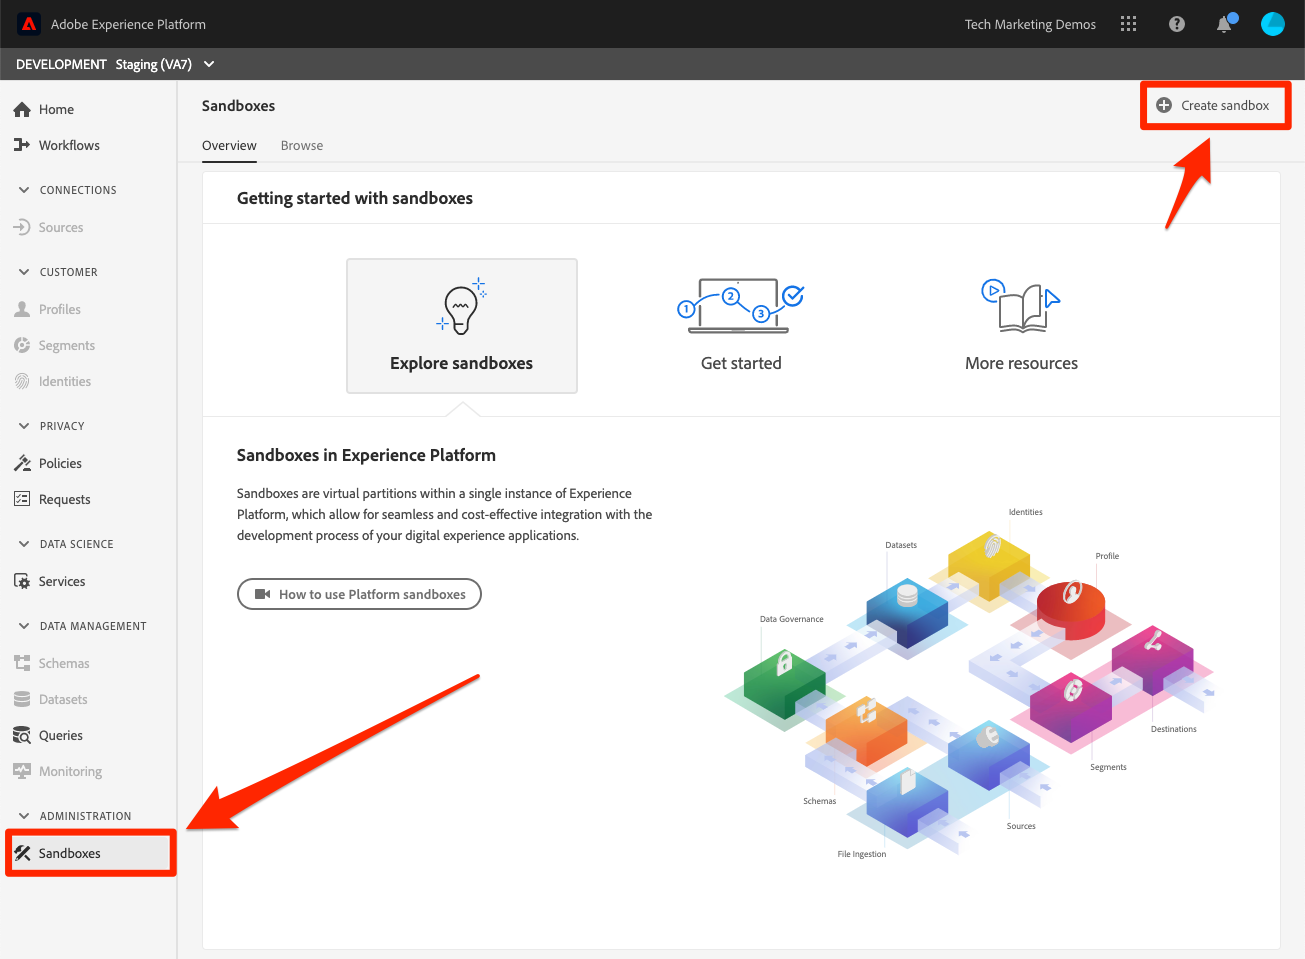 Adobe Experience Platform
Tech Marketing Demos
DEVELOPMENT Staging (VA7)
Home
Workflows
CONNECTIONS
Sources
CUSTOMER
Profiles
Segments
Identities
PRIVACY
Policies
Requests
DATA SCIENCE
Services
DATA MANAGEMENT
Schemas
Datasets
Queries
Monitoring
ADMINISTRATION
Sandboxes
Sandboxes
Create sandbox
Overview Browse
Getting started with sandboxes
1 2 3
Explore sandboxes
Get started
More resources
Sandboxes in Experience Platform
Sandboxes are virtual partitions within a single instance of Experience
Platform, which allow for seamless and cost-effective integration with the
development process of your digital experience applications.
How to use Platform sandboxes
Identities
Datasets
Profile
Data Governance
Destinations
Segments
Schemas
Sources
File Ingestion